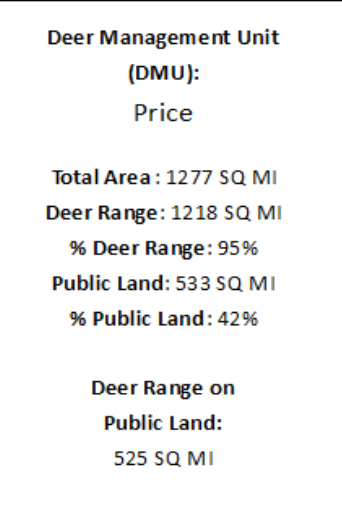 Deer Management Unit
(DMU):
Price
Total Area: 1277 SQ MI
Deer Range: 1218 SQ MI
% Deer Range: 95%
Public Land: 533 SQ MI
% Public Land: 42%
Deer Range on
Public Land:
525 SQ MI